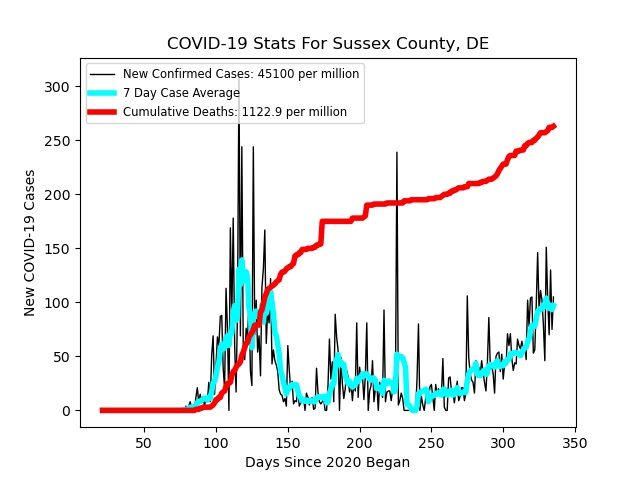 COVID-19 Stats For Sussex County, DE
New Confirmed Cases: 45100 per million
7 Day Case Average
Cumulative Deaths: 1122.9 per million
New COVID-19 Cases
300
250
200
150
100
50
0
50 100 150 200 250 300 350
Days Since 2020 Began